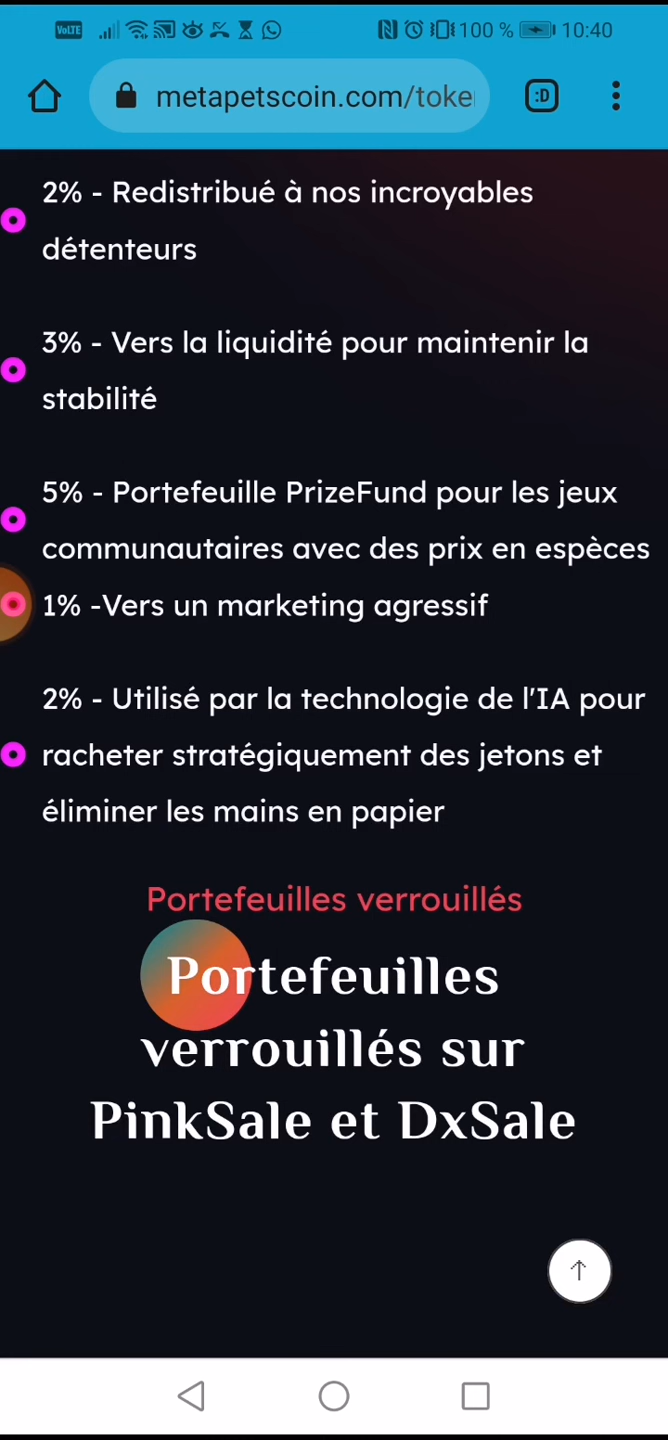 VoLTE 100 % 10:40
metapetscoin.com/toke :D
2% - Redistribué à nos incroyables
détenteurs
3% - Vers la liquidité pour maintenir la
stabilité
5% - Portefeuille PrizeFund pour les jeux
communautaires avec des prix en espèces
1% -Vers un marketing agressif
2% - Utilisé par la technologie de l'IA pour
racheter stratégiquement des jetons et
éliminer les mains en papier
Portefeuilles verrouillés
Portefeuilles
verrouillés sur
PinkSale et DxSale